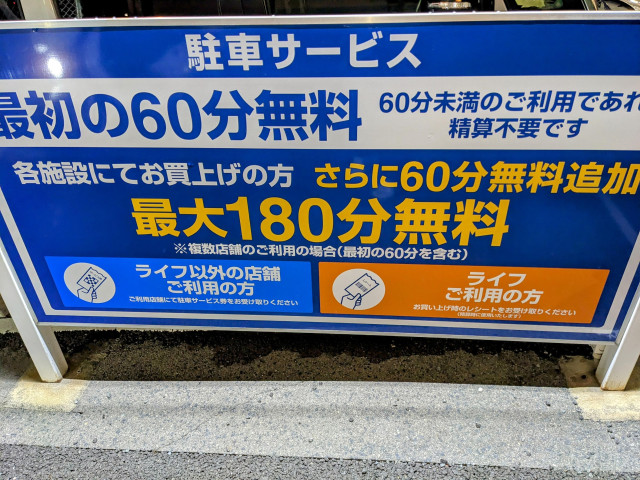 駐車サービス
最初の60分無料
60分未満のご利用であれ
精算不要です
各施設にてお買上げの方 さらに60分無料追加
最大180分無料
※複数店舗のご利用の場合(最初の60分を含む)
ライフ以外の店舗
ご利用の方
ご利用店舗にて駐車サービス券をお受け取りください
ライフ
ご利用の方
お買い上げ時のレシートをお受け取りください